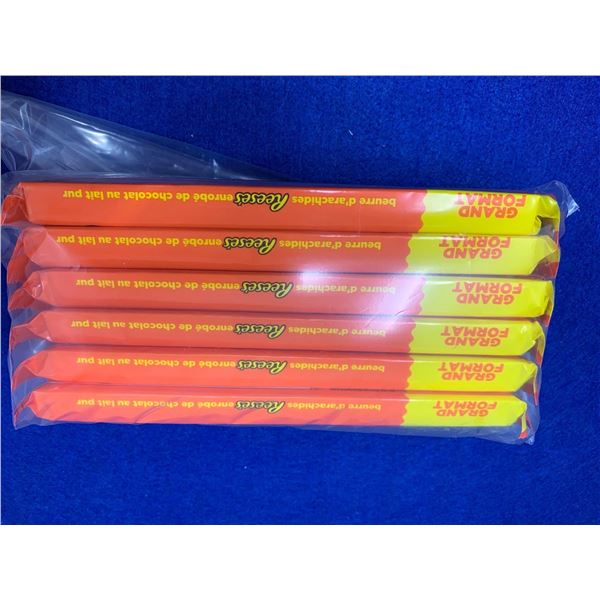 GRAND
FORMAT
beurre d'arachides Reese's enrobé de chocolat au lait pur
GRAND
FORMAT
beurre d'arachides Reese's enrobé de chocolat au lait pur
GRAND
FORMAT
beurre d'arachides Reese's enrobé de chocolat au lait pur
GRAND
FORMAT
beurre d'arachides Reese's enrobé de chocolat au lait pur
GRAND
FORMAT
beurre d'arachides Reese's enrobé de chocolat au lait pur
GRAND
FORMAT
beurre d'arachides Reese's enrobé de chocolat au lait pur